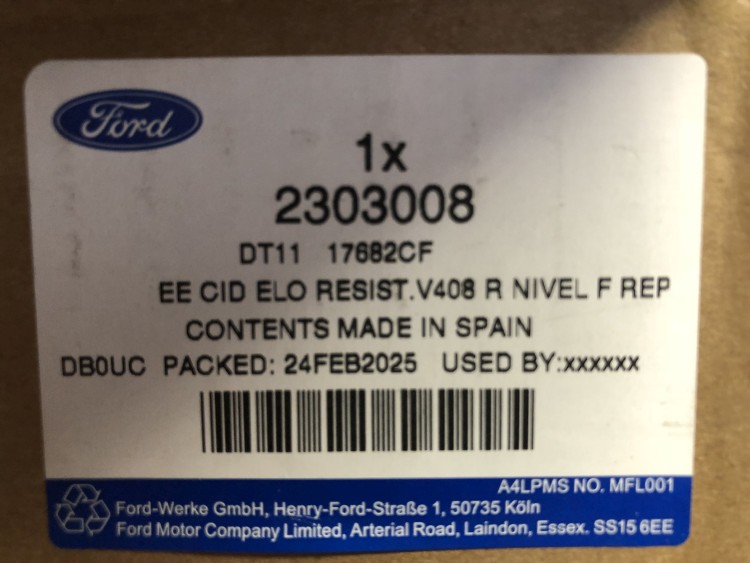 Ford
1x
2303008
DT11 17682CF
EE CID ELO RESIST.V408 R NIVEL F REP
CONTENTS MADE IN SPAIN
DB0UC PACKED: 24FEB2025 USED BY:xxxxxx
A4LPMS NO. MFL001
Ford-Werke GmbH, Henry-Ford-Straße 1, 50735 Köln
Ford Motor Company Limited, Arterial Road, Laindon, Essex. SS15 6EE